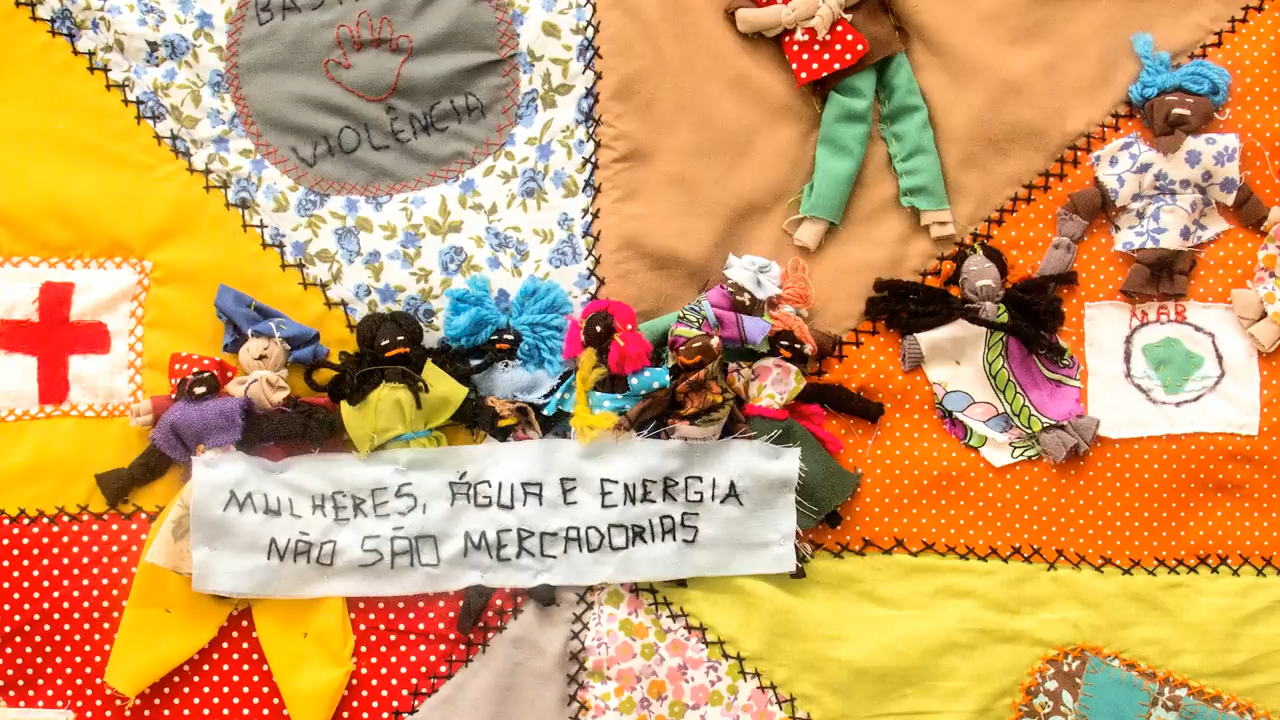 VIOLÊNCIA
MAB
MULHERES, ÁGUA E ENERGIA
NÃO SÃO MERCADORIAS